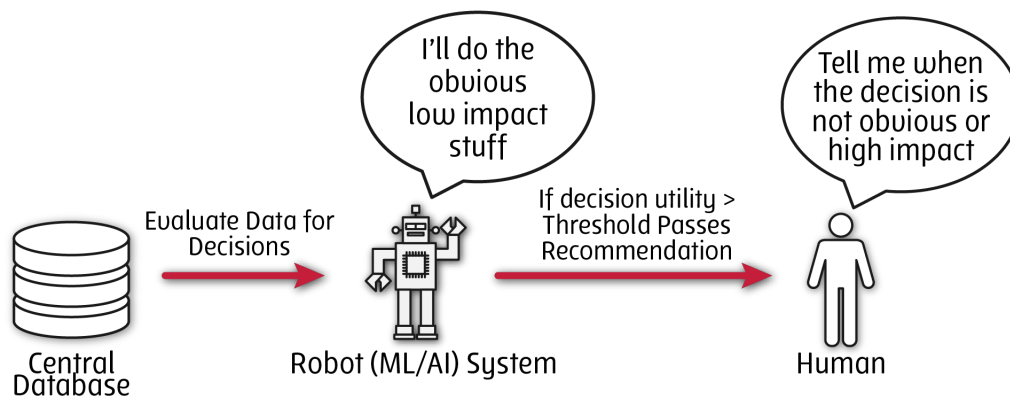 I'll do the
obvious
low impact
stuff
Tell me when
the decision is
not obvious or
high impact
Evaluate Data for
Decisions
If decision utility >
Threshold Passes
Recommendation
Central
Database
Robot (ML/AI) System
Human